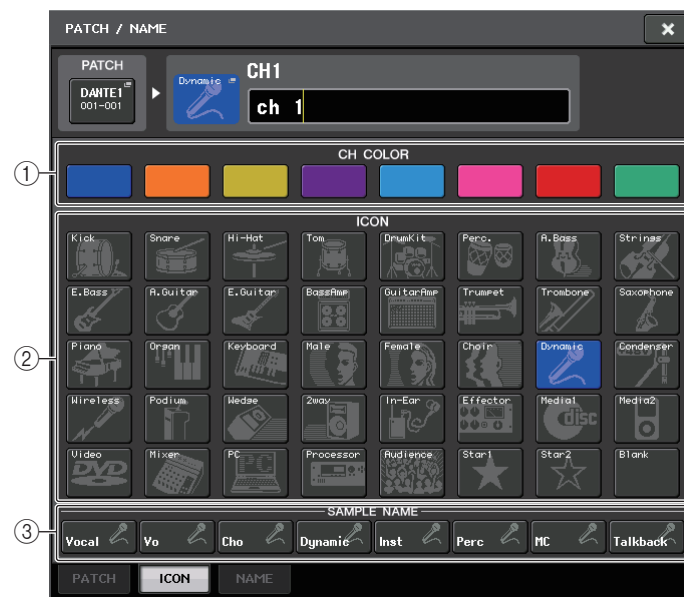 PATCH / NAME
PATCH
DANTE1
001-001
Dynamic
CH1
ch 1
① CH COLOR
ICON
Kick Snare Hi-Hat Tom DrumKit Perc. A.Bass Strings
E.Bass A.Guitar E.Guitar BassAmp GuitarAmp Trumpet Trombone Saxophone
② Piano Organ Keyboard Male Female Choir Dynamic Condenser
Wireless Podium Wedge 2way In-Ear Effector Media1 Media2
disc
Video Mixer PC Processor Audience Star1 Star2 Blank
DVD PC
SAMPLE NAME
③ Vocal Vo Cho Dynamic Inst Perc MC Talkback
PATCH ICON NAME